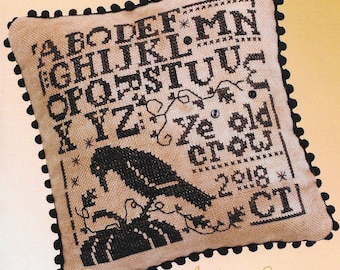 ABCDEF MN
GHIJKL
OPQRSTUV
XYZ Ye old
crow
2018
CT